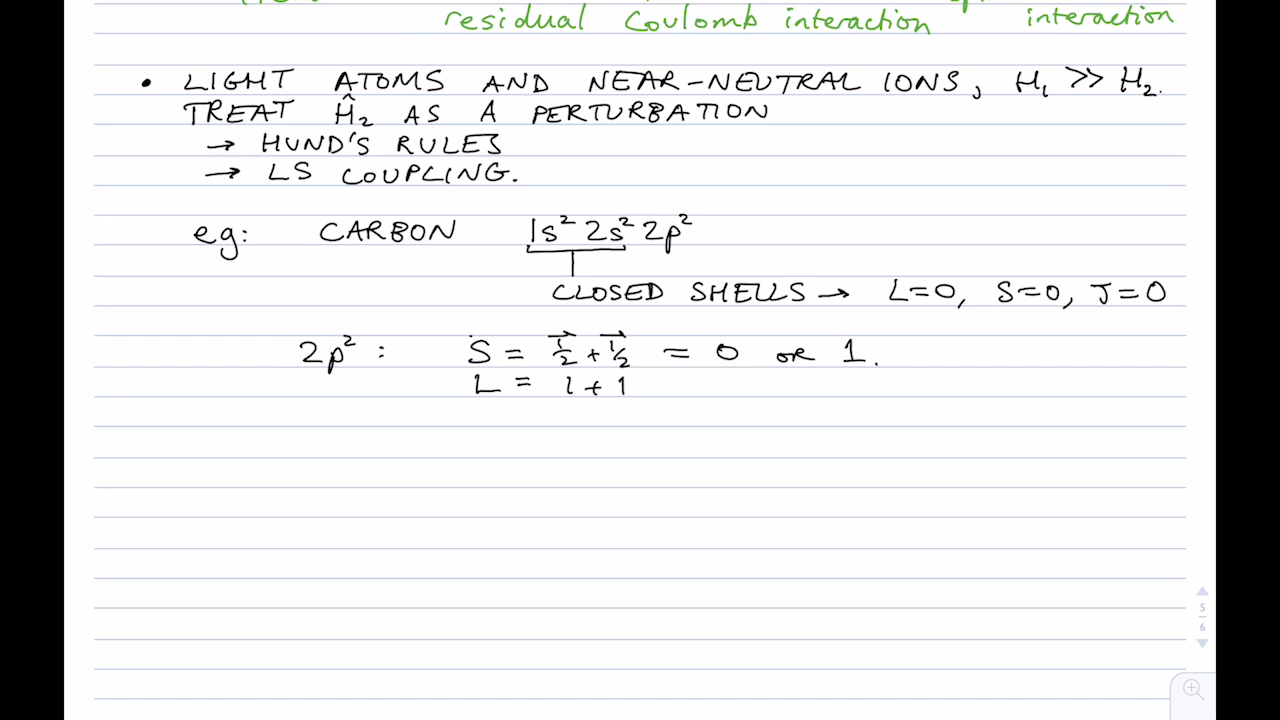 residual Coulomb interaction interaction
• LIGHT ATOMS AND NEAR-NEUTRAL IONS, H₁ >> H₂.
TREAT Ĥ₂ AS A PERTURBATION
→ HUND'S RULES
→ LS COUPLING.
eg: CARBON 1s² 2s² 2p²
CLOSED SHELLS → L=0, S=0, J=0
2p² : S = ½ + ½ = 0 or 1.
L = 1 + 1
5
6